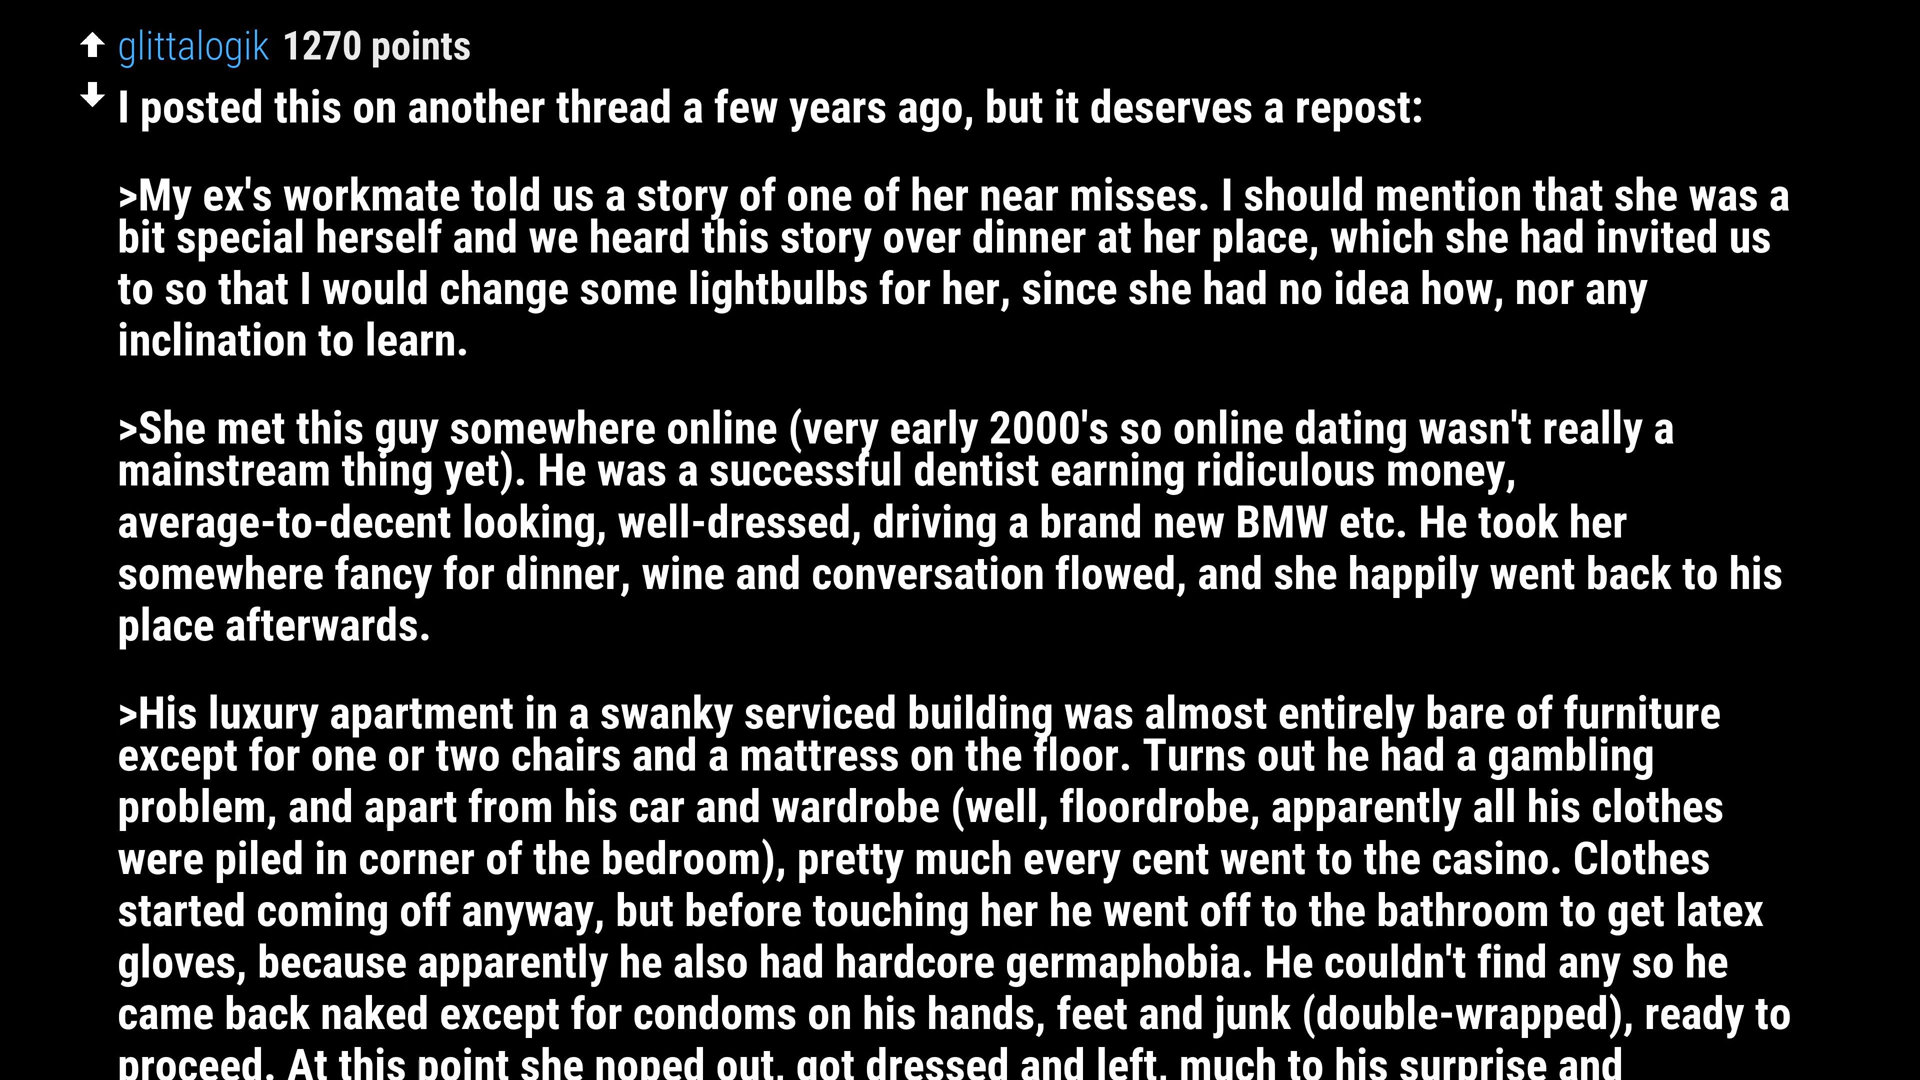 glittalogik 1270 points
I posted this on another thread a few years ago, but it deserves a repost:
>My ex's workmate told us a story of one of her near misses. I should mention that she was a
bit special herself and we heard this story over dinner at her place, which she had invited us
to so that I would change some lightbulbs for her, since she had no idea how, nor any
inclination to learn.
>She met this guy somewhere online (very early 2000's so online dating wasn't really a
mainstream thing yet). He was a successful dentist earning ridiculous money,
average-to-decent looking, well-dressed, driving a brand new BMW etc. He took her
somewhere fancy for dinner, wine and conversation flowed, and she happily went back to his
place afterwards.
>His luxury apartment in a swanky serviced building was almost entirely bare of furniture
except for one or two chairs and a mattress on the floor. Turns out he had a gambling
problem, and apart from his car and wardrobe (well, floordrobe, apparently all his clothes
were piled in corner of the bedroom), pretty much every cent went to the casino. Clothes
started coming off anyway, but before touching her he went off to the bathroom to get latex
gloves, because apparently he also had hardcore germaphobia. He couldn't find any so he
came back naked except for condoms on his hands, feet and junk (double-wrapped), ready to
proceed. At this point she noped out, got dressed and left, much to his surprise and